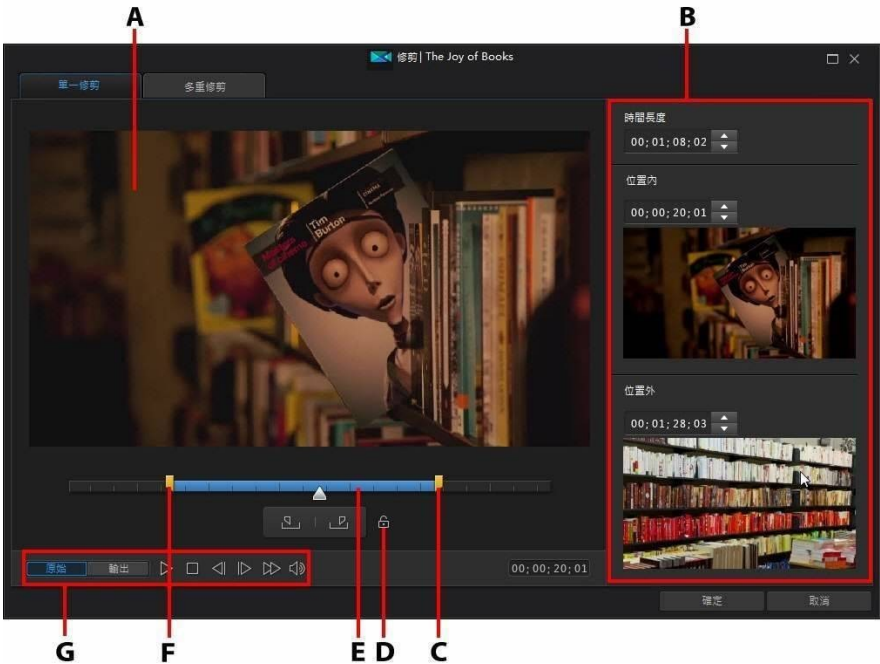 A
B
修剪 | The Joy of Books
單一修剪
多重修剪
時間長度
00; 01; 08; 02
位置內
00; 00; 20; 01
位置外
00; 01; 28; 03
Tim
Burton
原始
輸出
00; 00; 20; 01
確定
取消
G
F
E
D
C